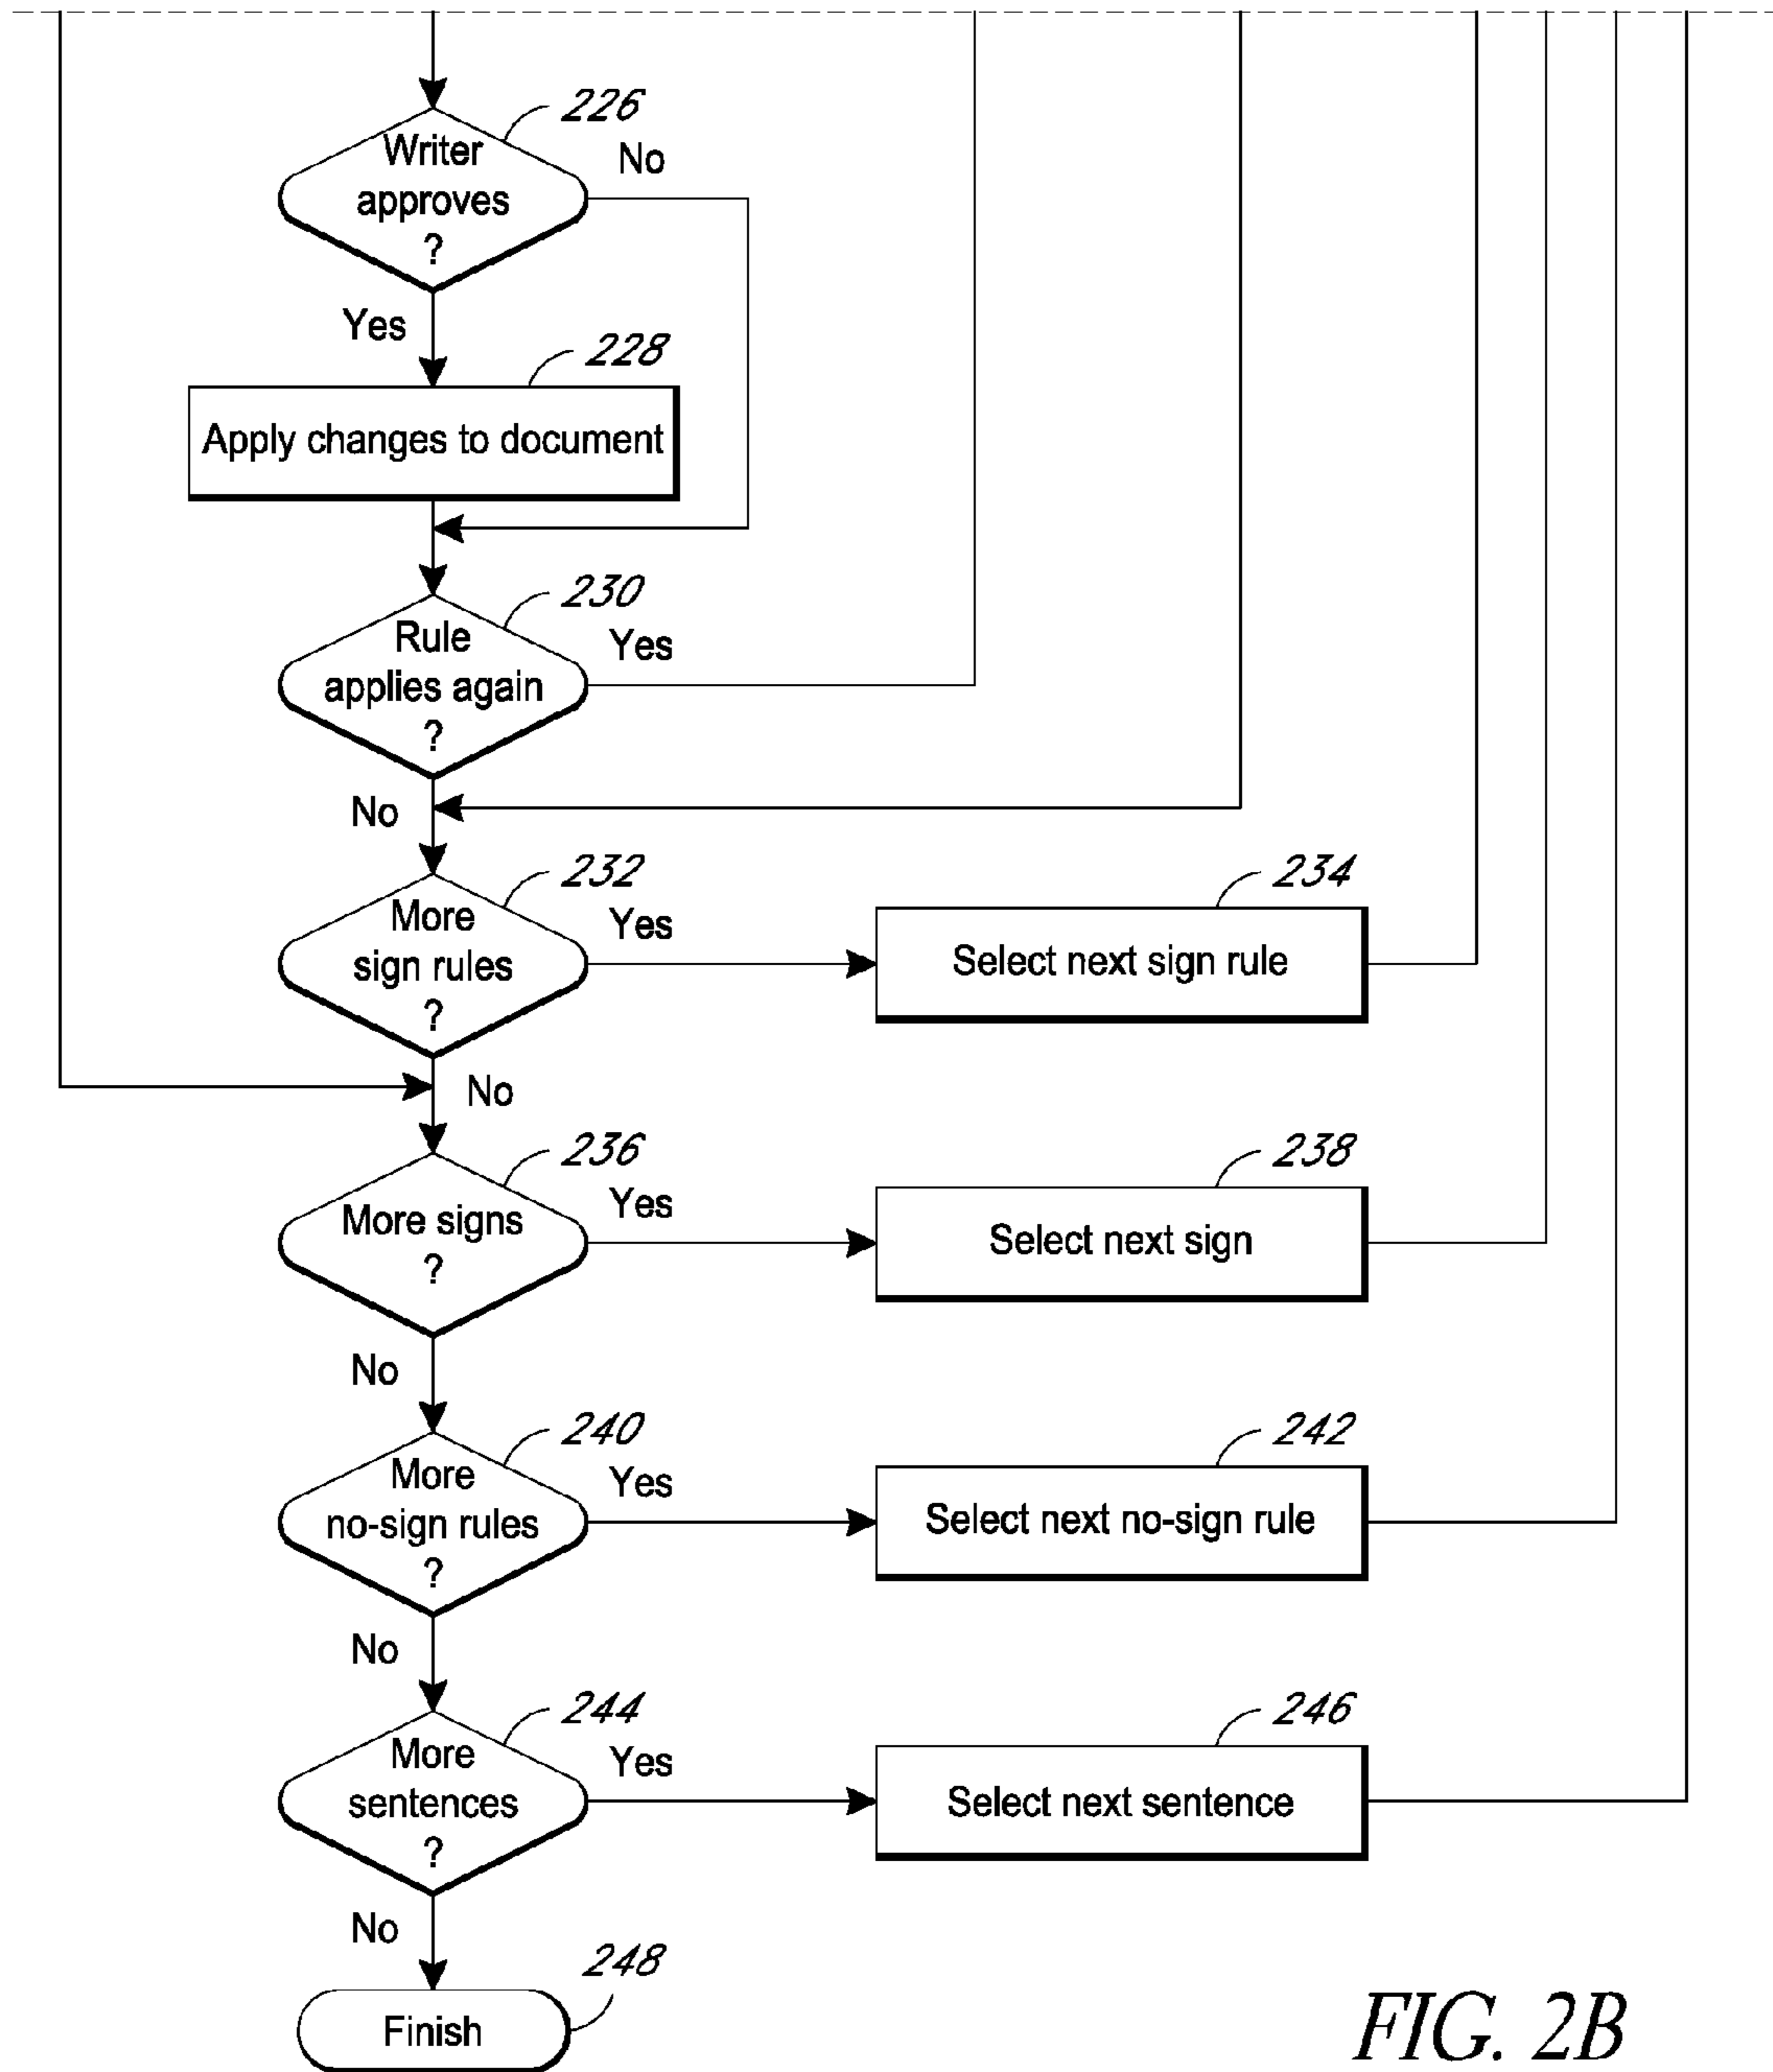 226
Writer
approves
?
No
Yes
228
Apply changes to document
230
Rule
applies again
?
Yes
No
232
More
sign rules
?
Yes
234
Select next sign rule
No
236
More signs
?
Yes
238
Select next sign
No
240
More
no-sign rules
?
Yes
242
Select next no-sign rule
No
244
More
sentences
?
Yes
246
Select next sentence
No
248
Finish
FIG. 2B